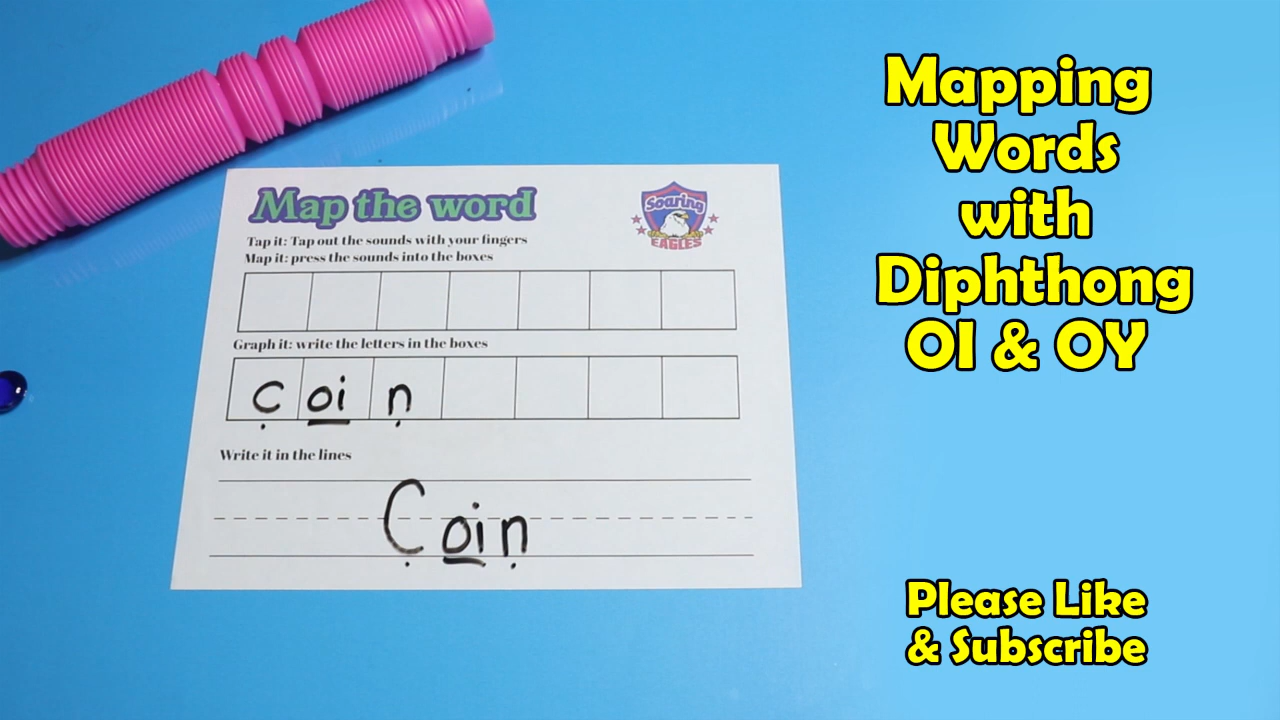 Mapping
Words
with
Diphthong
OI & OY
Map the word
Soaring
EAGLES
Tap it: Tap out the sounds with your fingers
Map it: press the sounds into the boxes
Graph it: write the letters in the boxes
c oi n
Write it in the lines
Coin
Please Like
& Subscribe